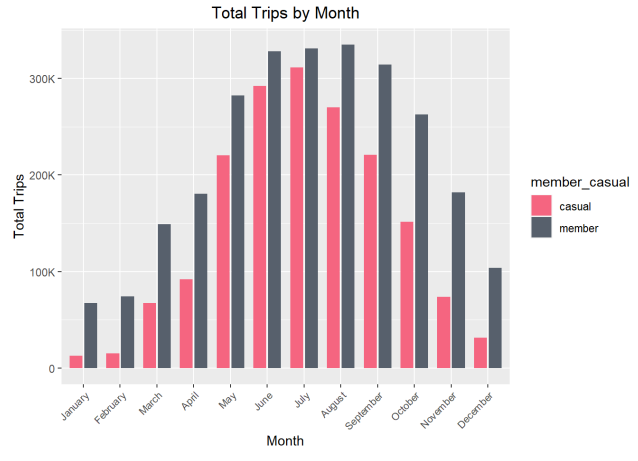 Total Trips by Month
Total Trips
300K
200K
100K
0
January
February
March
April
May
June
July
August
September
October
November
December
Month
member_casual
casual
member